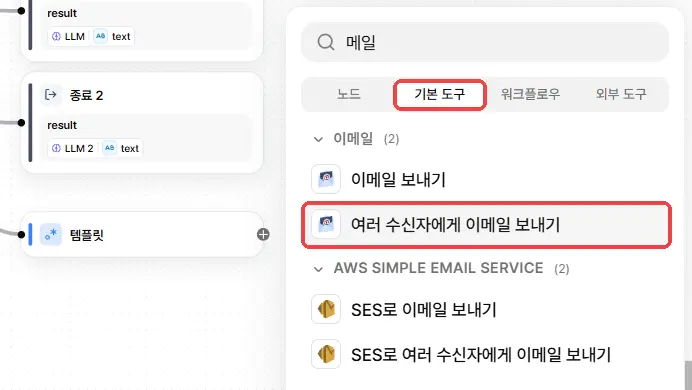 result
LLM AB text
종료 2
result
LLM 2 AB text
템플릿
메일
노드 기본 도구 워크플로우 외부 도구
이메일 (2)
이메일 보내기
여러 수신자에게 이메일 보내기
AWS SIMPLE EMAIL SERVICE (2)
SES로 이메일 보내기
SES로 여러 수신자에게 이메일 보내기